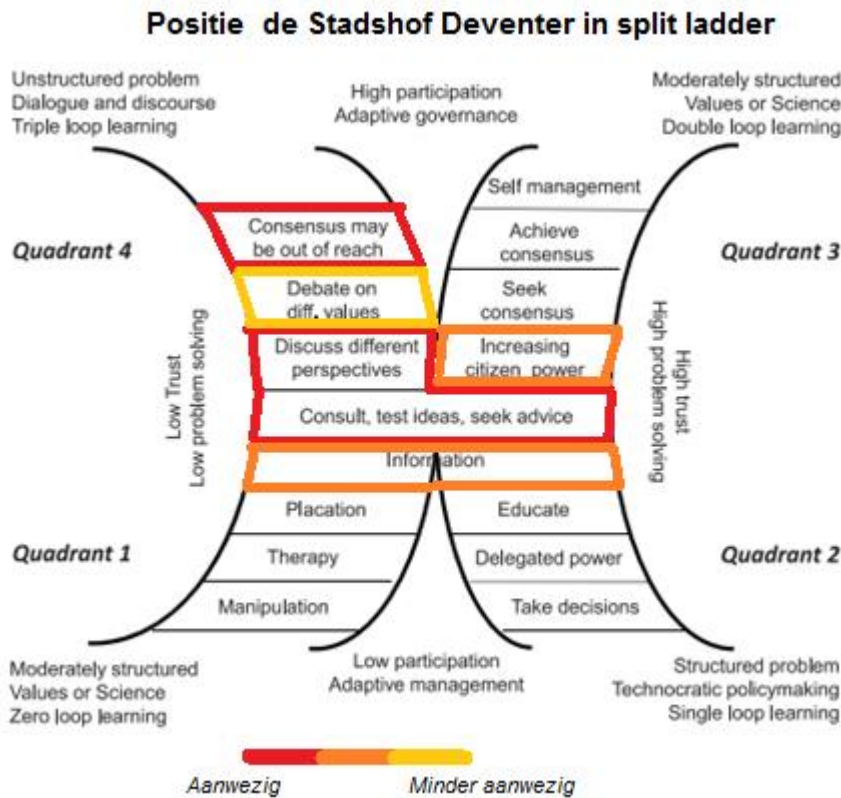 Positie de Stadshof Deventer in split ladder
Unstructured problem
Dialogue and discourse
Triple loop learning
High participation
Adaptive governance
Moderately structured
Values or Science
Double loop learning
Quadrant 4
Quadrant 3
Self management
Consensus may
be out of reach
Achieve
consensus
Debate on
diff. values
Seek
consensus
Discuss different
perspectives
Increasing
citizen power
Low Trust
Low problem solving
High trust
High problem solving
Consult, test ideas, seek advice
Information
Placation
Educate
Quadrant 1
Therapy
Delegated power
Quadrant 2
Manipulation
Take decisions
Moderately structured
Values or Science
Zero loop learning
Low participation
Adaptive management
Structured problem
Technocratic policymaking
Single loop learning
Aanwezig
Minder aanwezig